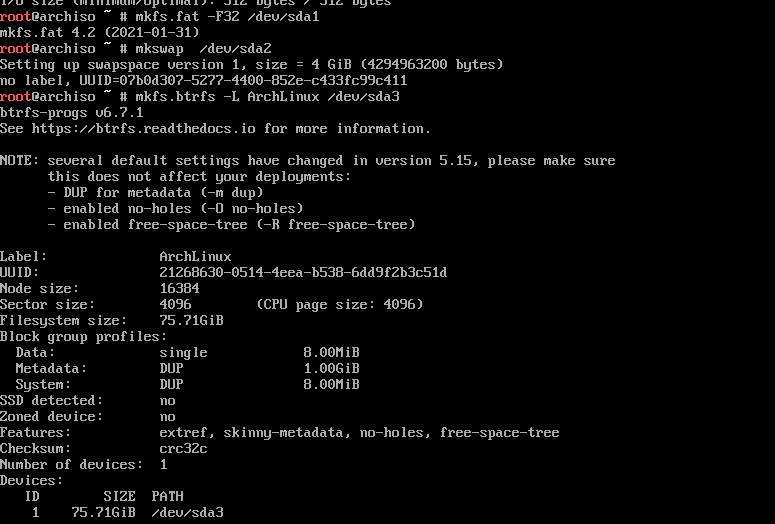 I/O size (minimum/optimal): 512 bytes / 512 bytes
root@archiso ~ # mkfs.fat -F32 /dev/sda1
mkfs.fat 4.2 (2021-01-31)
root@archiso ~ # mkswap  /dev/sda2
Setting up swapspace version 1, size = 4 GiB (4294963200 bytes)
no label, UUID=07b0d307-5277-4400-852e-c433fc99c411
root@archiso ~ # mkfs.btrfs -L ArchLinux /dev/sda3
btrfs-progs v6.7.1
See https://btrfs.readthedocs.io for more information.

NOTE: several default settings have changed in version 5.15, please make sure
      this does not affect your deployments:
      - DUP for metadata (-m dup)
      - enabled no-holes (-O no-holes)
      - enabled free-space-tree (-R free-space-tree)

Label:              ArchLinux
UUID:               21268630-0514-4eea-b538-6dd9f2b3c51d
Node size:          16384
Sector size:        4096        (CPU page size: 4096)
Filesystem size:    75.71GiB
Block group profiles:
  Data:             single            8.00MiB
  Metadata:         DUP               1.00GiB
  System:           DUP               8.00MiB
SSD detected:       no
Zoned device:       no
Features:           extref, skinny-metadata, no-holes, free-space-tree
Checksum:           crc32c
Number of devices:  1
Devices:
   ID        SIZE  PATH
    1    75.71GiB  /dev/sda3